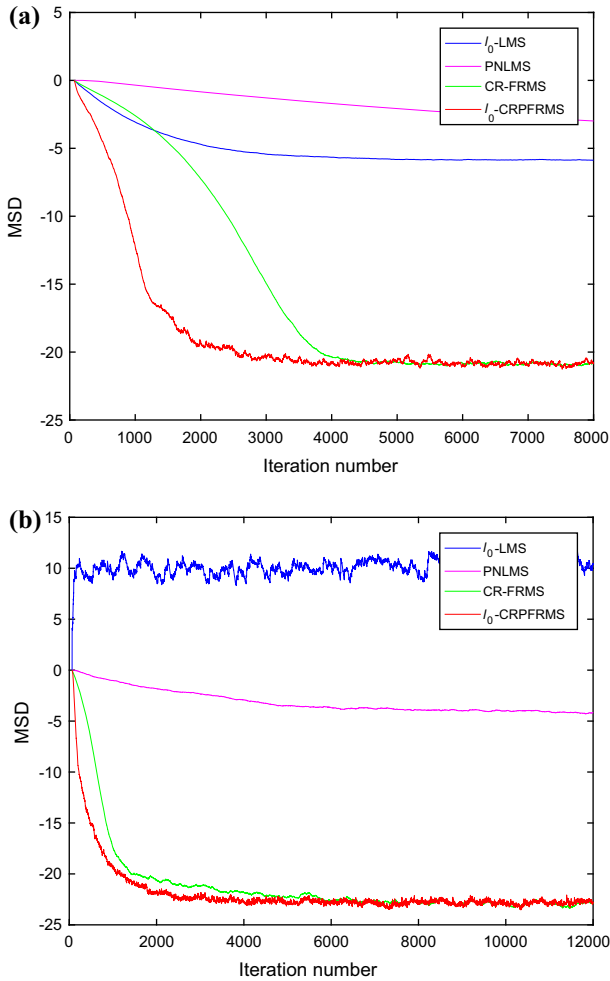 (a)
5
0
-5
-10
-15
-20
-25
MSD
l0-LMS
PNLMS
CR-FRMS
l0-CRPFRMS
0 1000 2000 3000 4000 5000 6000 7000 8000
Iteration number
(b)
15
10
5
0
-5
-10
-15
-20
-25
MSD
l0-LMS
PNLMS
CR-FRMS
l0-CRPFRMS
0 2000 4000 6000 8000 10000 12000
Iteration number